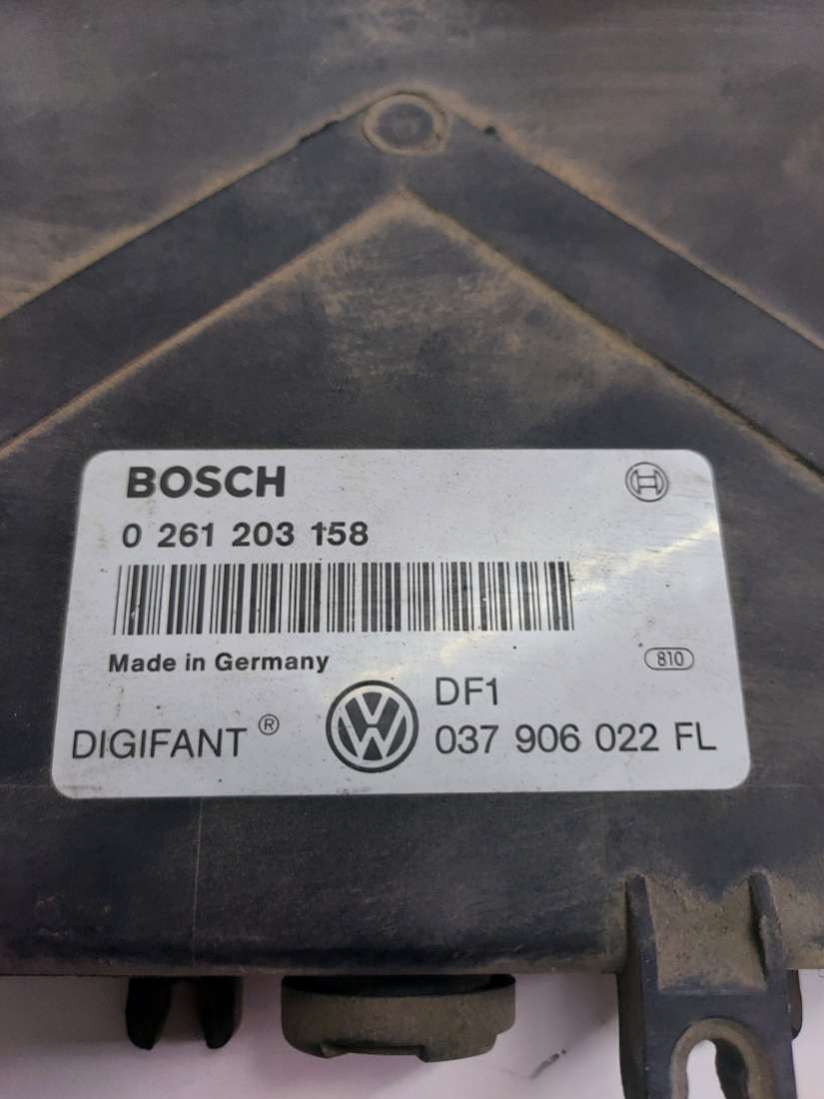 BOSCH
0 261 203 158
Made in Germany
810
DF1
DIGIFANT ®
037 906 022 FL